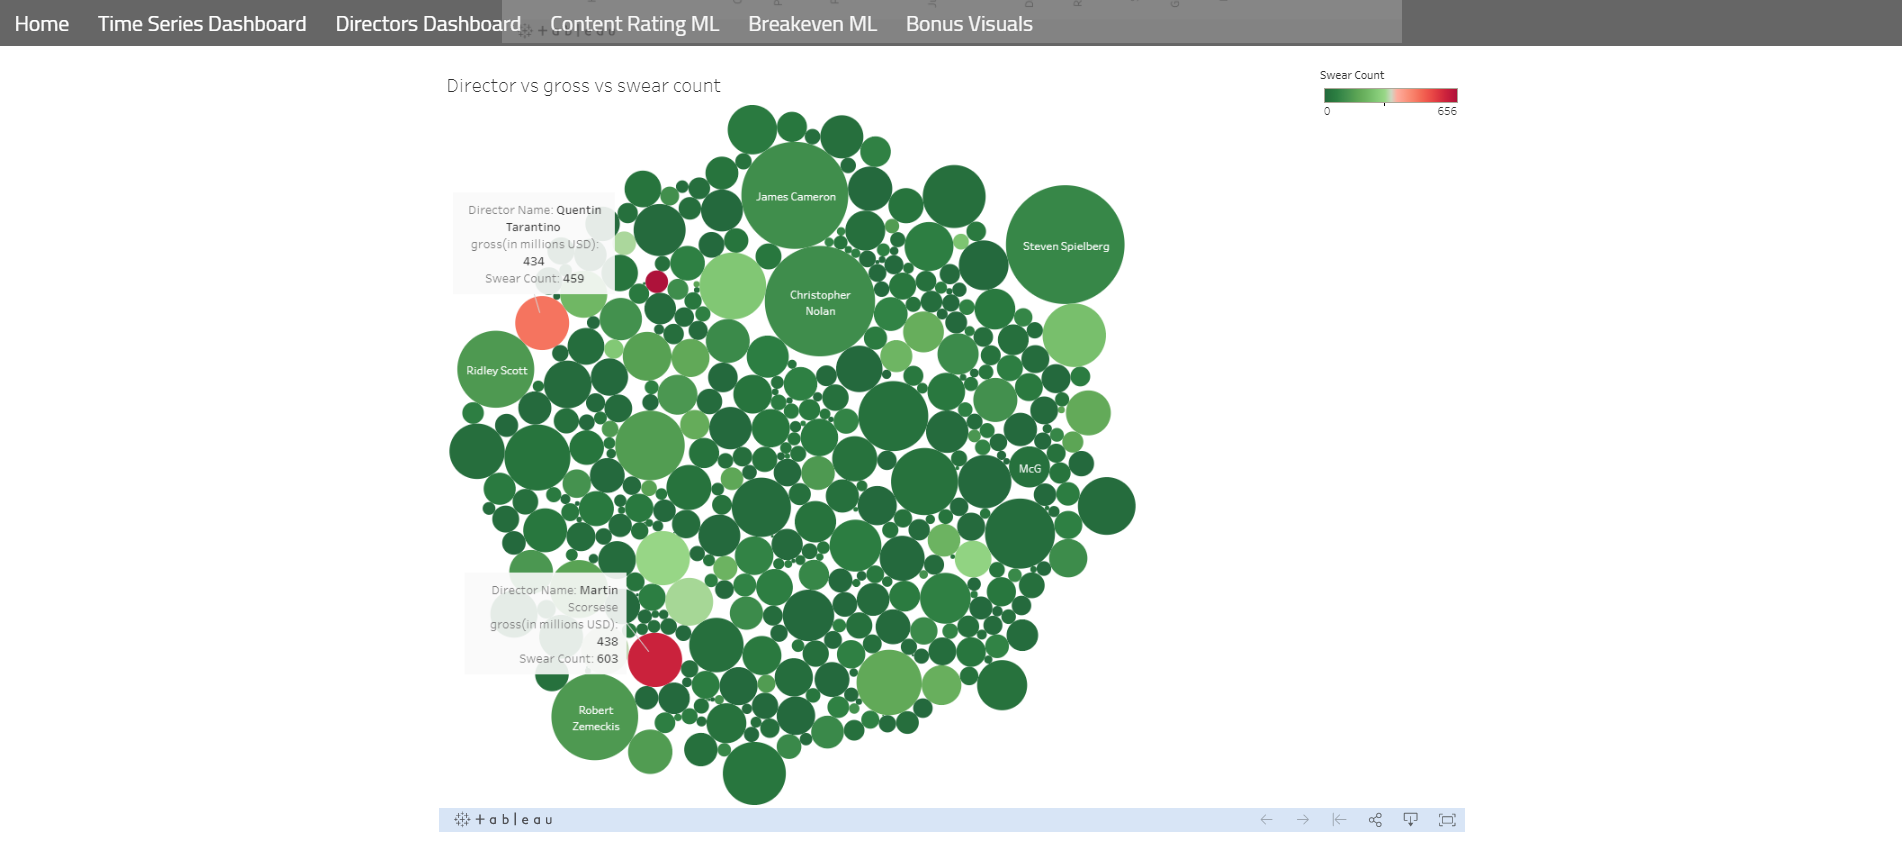 Home Time Series Dashboard Directors Dashboard Content Rating ML Breakeven ML Bonus Visuals
+ a b l e a u
Director vs gross vs swear count
Swear Count
0 656
James Cameron
Director Name: Quentin
Tarantino
gross(in millions USD):
434
Swear Count: 459
Steven Spielberg
Christopher
Nolan
Ridley Scott
McG
Director Name: Martin
Scorsese
gross(in millions USD):
438
Swear Count: 603
Robert
Zemeckis
+ a b l e a u